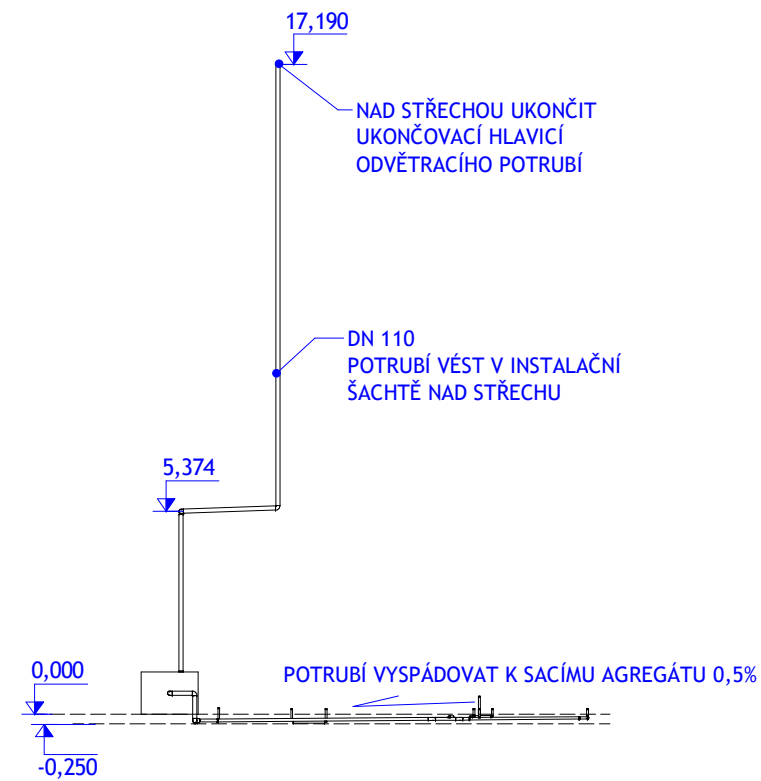 17,190
NAD STŘECHOU UKONČIT
UKONČOVACÍ HLAVICÍ
ODVĚTRACÍHO POTRUBÍ
DN 110
POTRUBÍ VÉST V INSTALAČNÍ
ŠACHTĚ NAD STŘECHU
5,374
0,000
POTRUBÍ VYSPÁDOVAT K SACÍMU AGREGÁTU 0,5%
-0,250